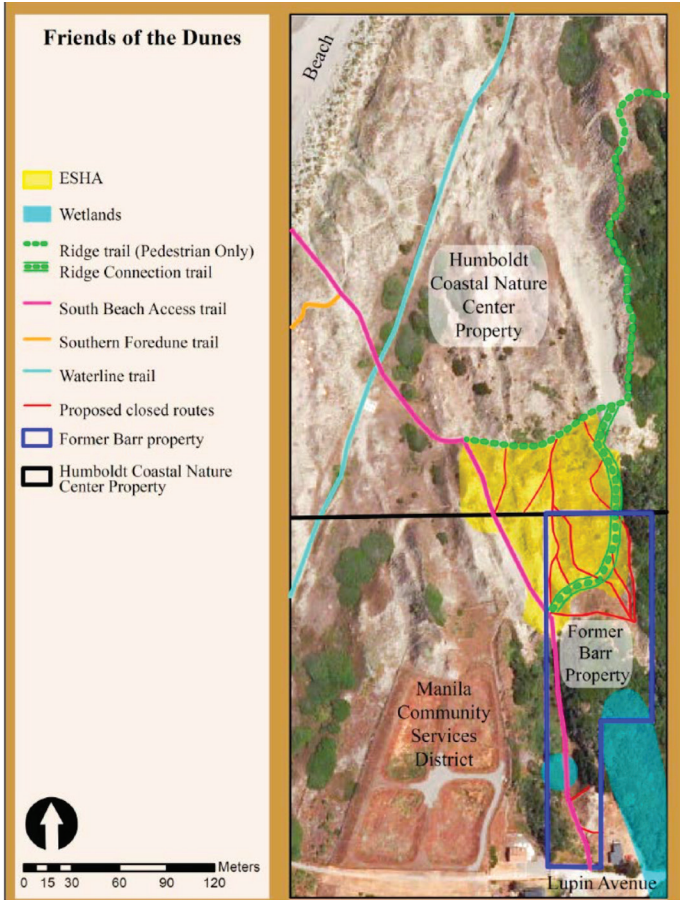 Friends of the Dunes
ESHA
Wetlands
Ridge trail (Pedestrian Only)
Ridge Connection trail
South Beach Access trail
Southern Foredune trail
Waterline trail
Proposed closed routes
Former Barr property
Humboldt Coastal Nature
Center Property
Meters
0 15 30 60 90 120
Beach
Humboldt
Coastal Nature
Center
Property
Former
Barr
Property
Manila
Community
Services
District
Lupin Avenue